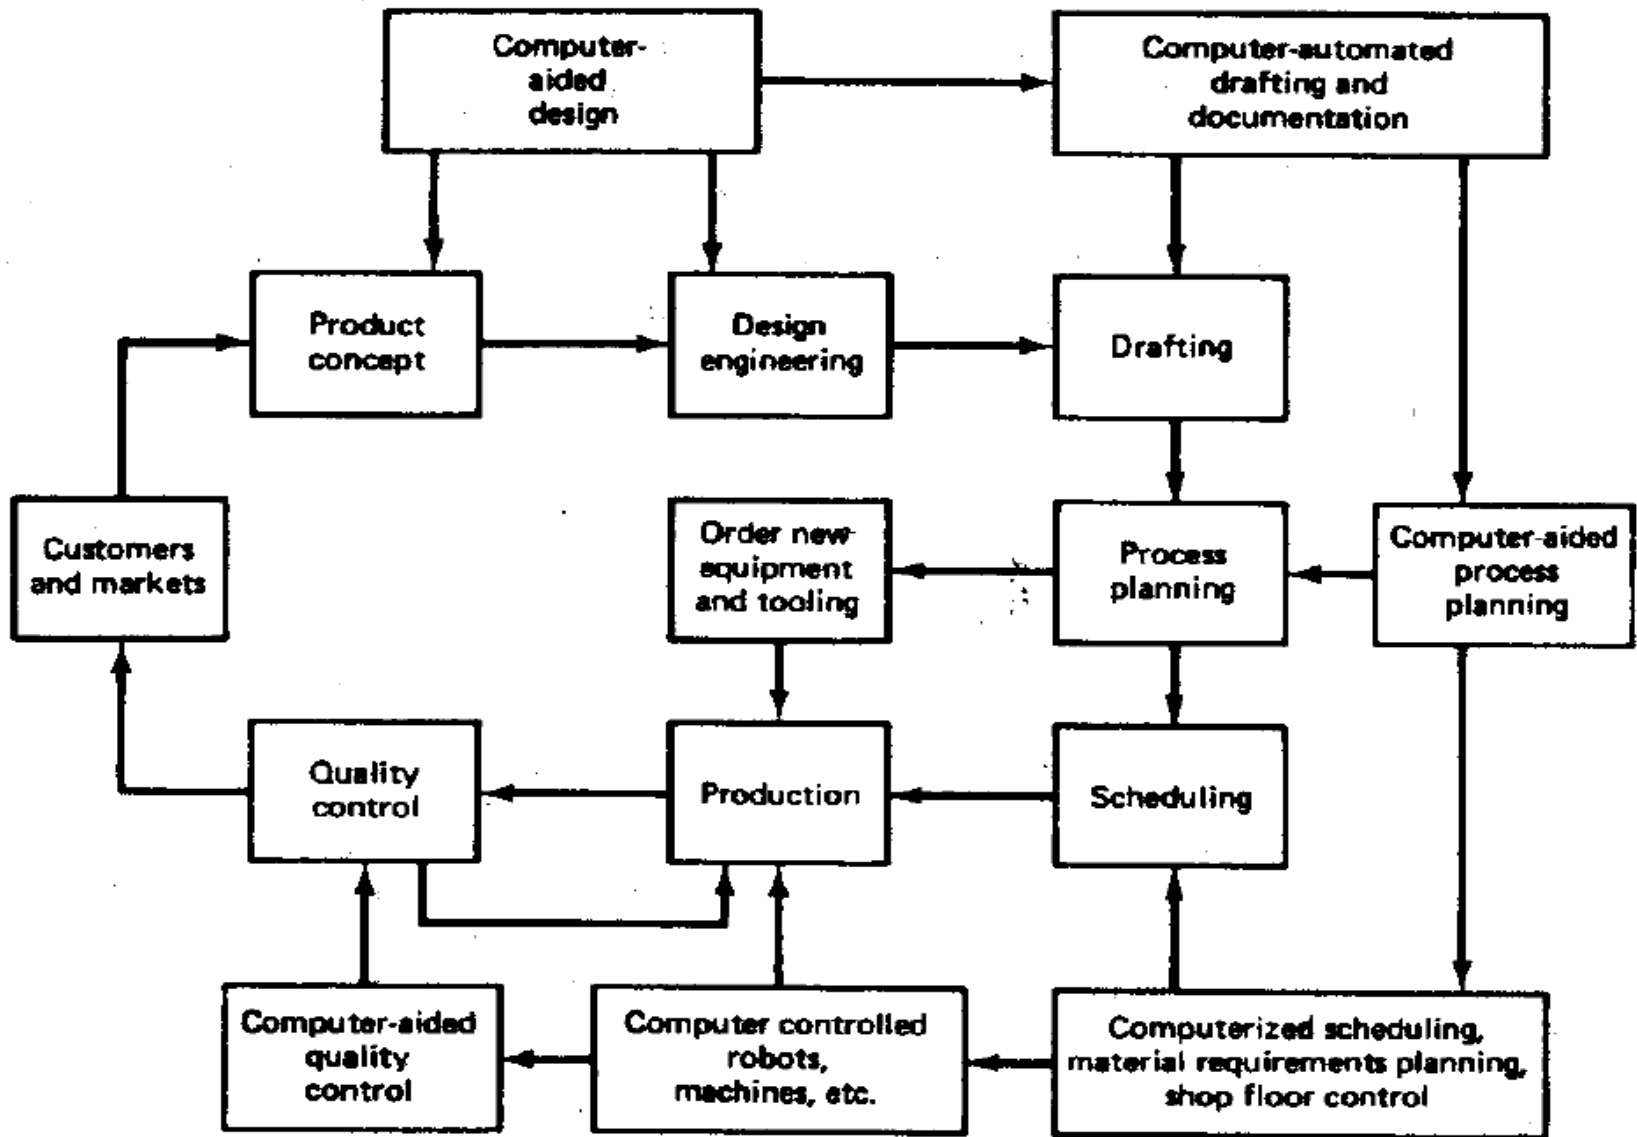 Computer-
aided
design
Computer-automated
drafting and
documentation
Product
concept
Design
engineering
Drafting
Customers
and markets
Order new
equipment
and tooling
Process
planning
Computer-aided
process
planning
Quality
control
Production
Scheduling
Computer-aided
quality
control
Computer controlled
robots,
machines, etc.
Computerized scheduling,
material requirements planning,
shop floor control